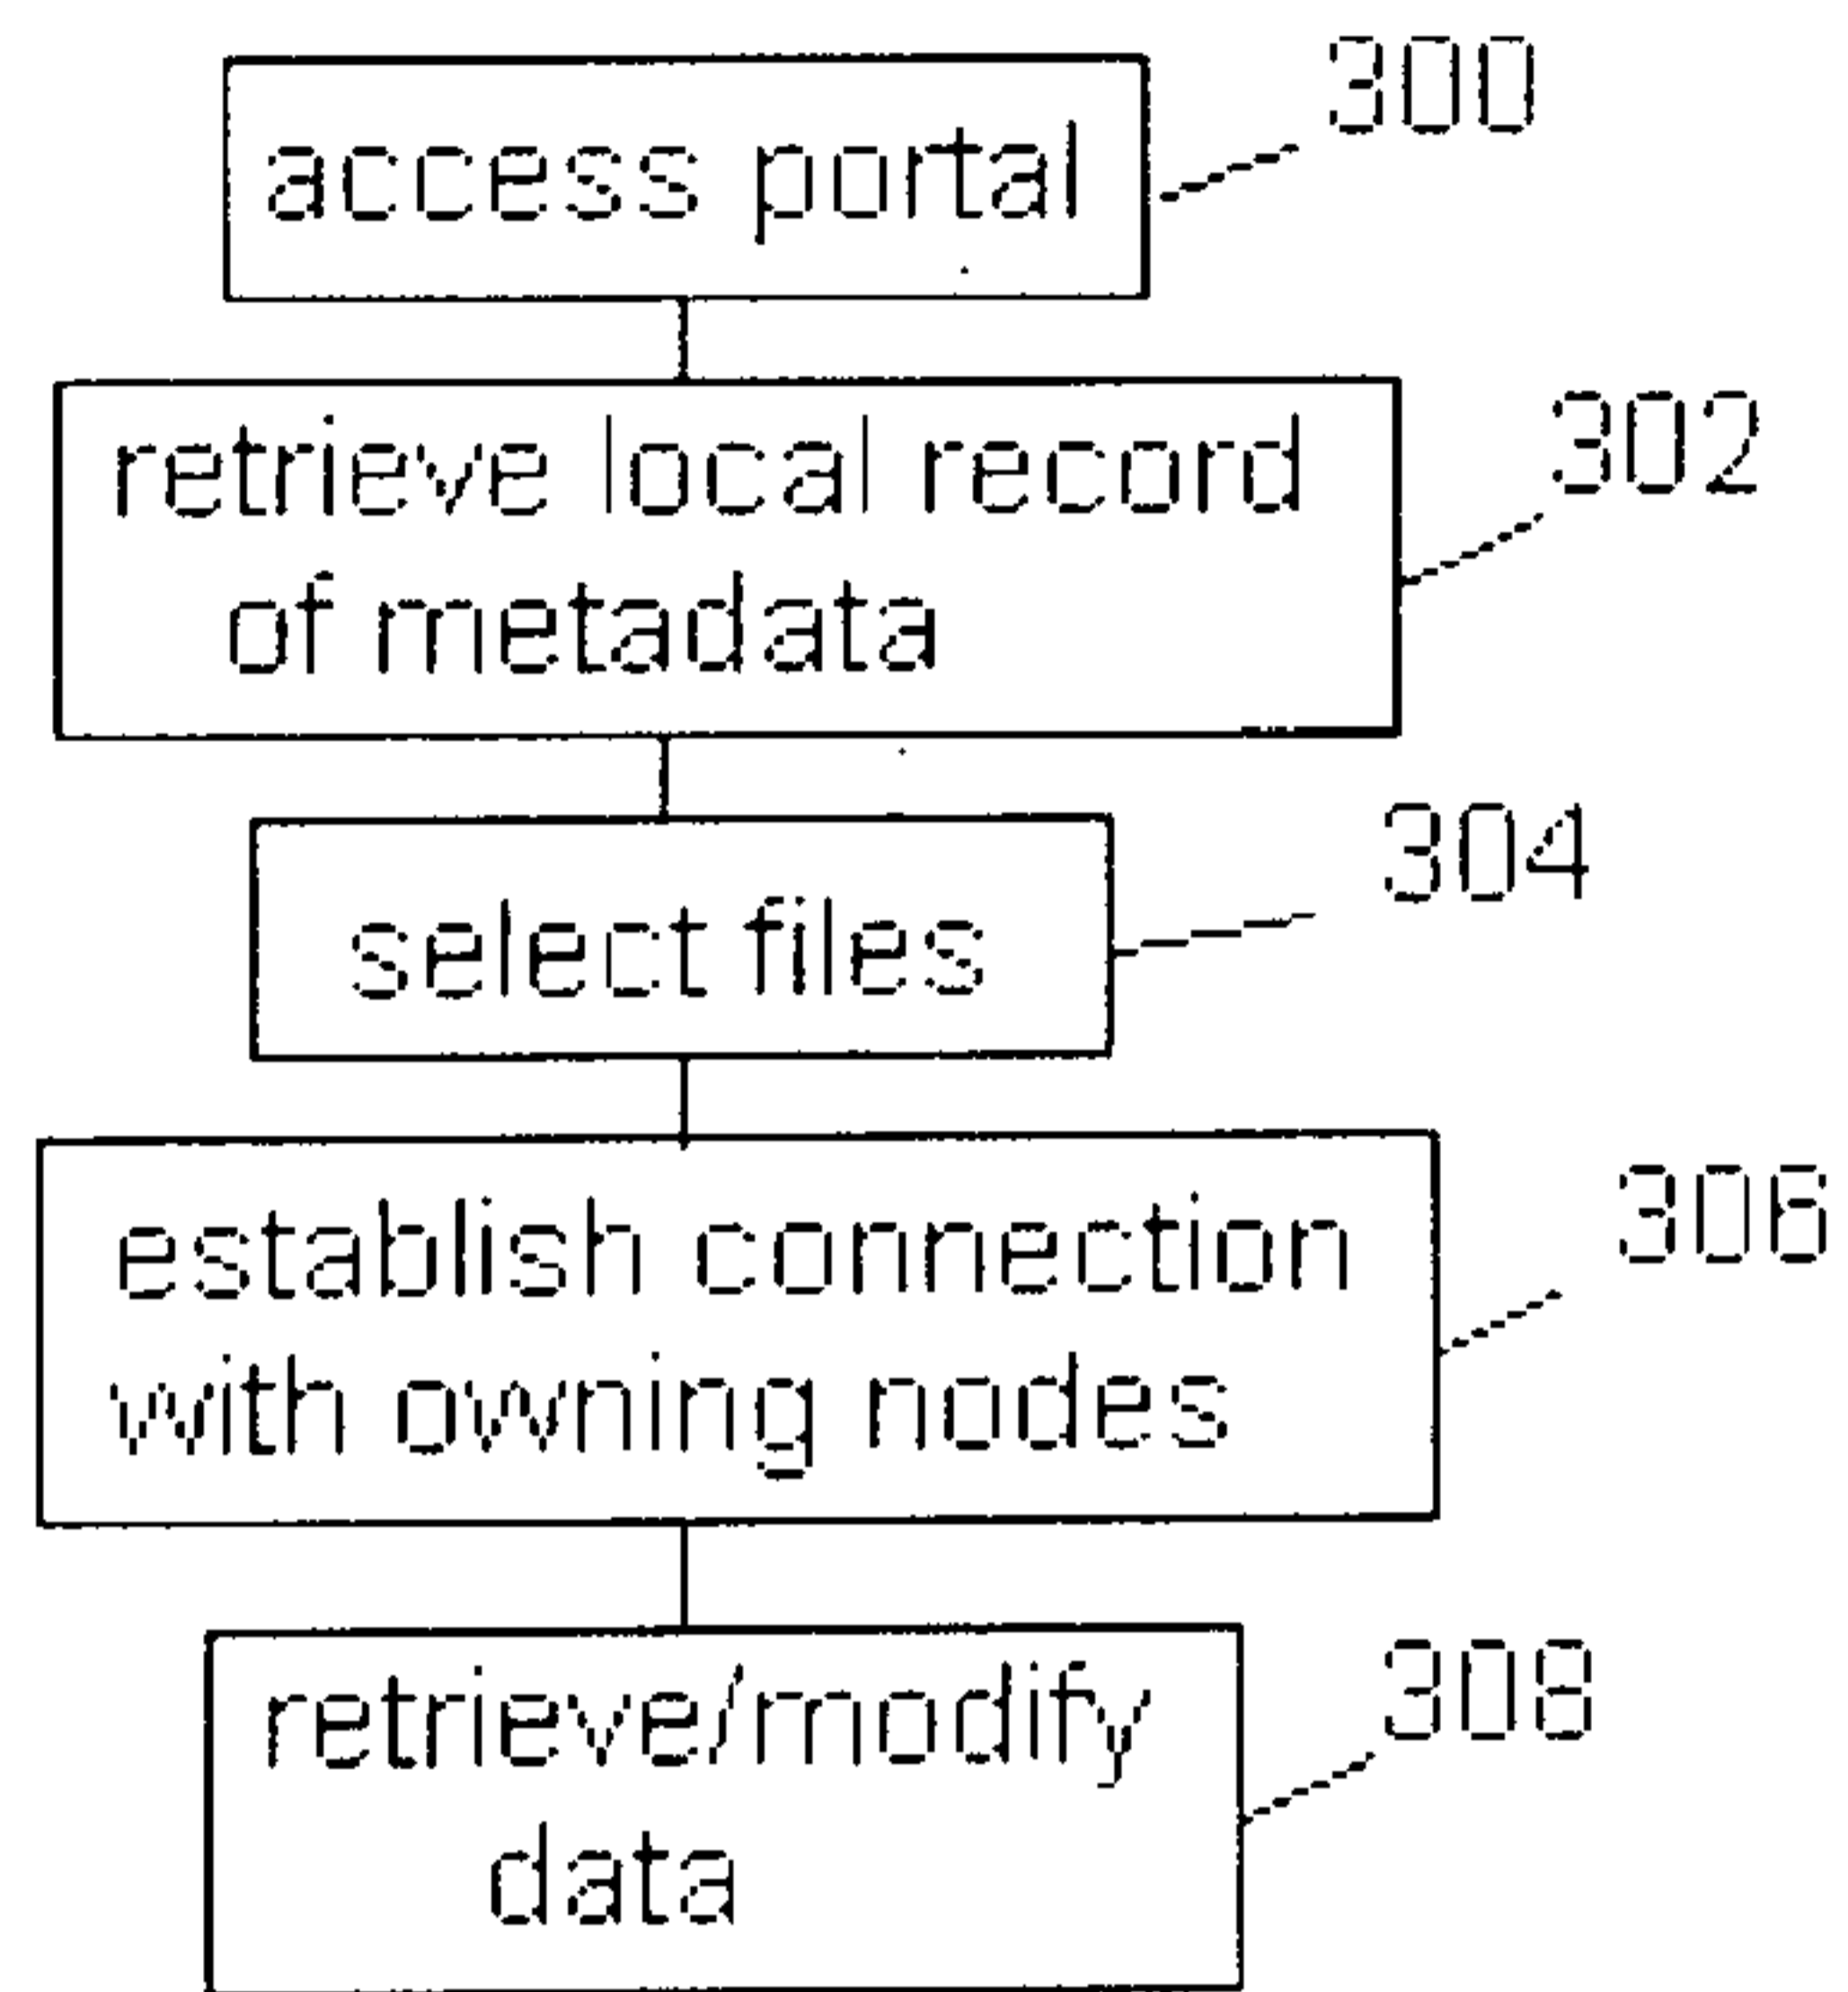 300
access portal
302
retrieve local record
of metadata
304
select files
306
establish connection
with owning nodes
308
retrieve/modify
data